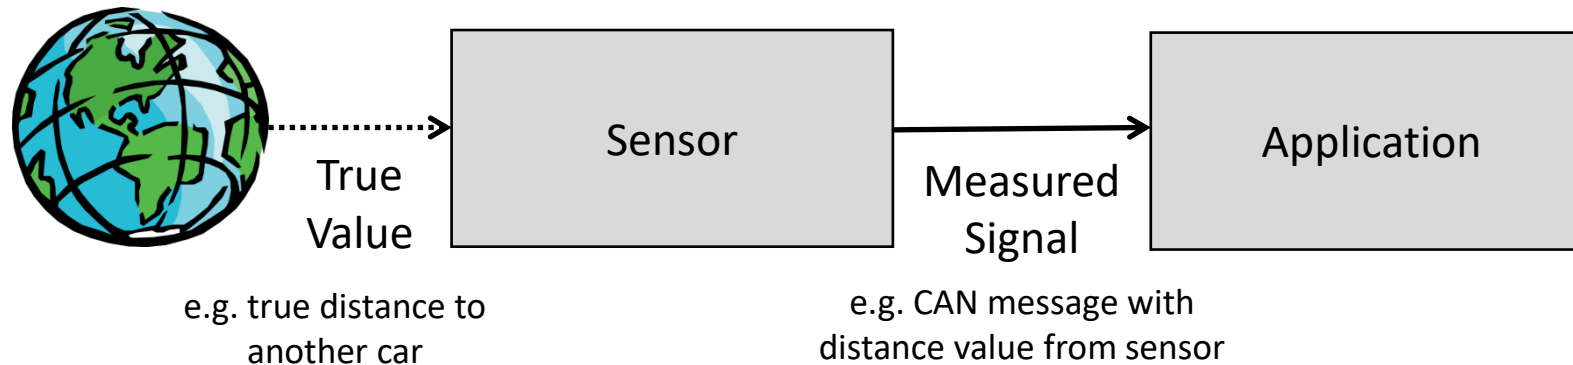 Sensor
Application
True
Value
Measured
Signal
e.g. true distance to
another car
e.g. CAN message with
distance value from sensor